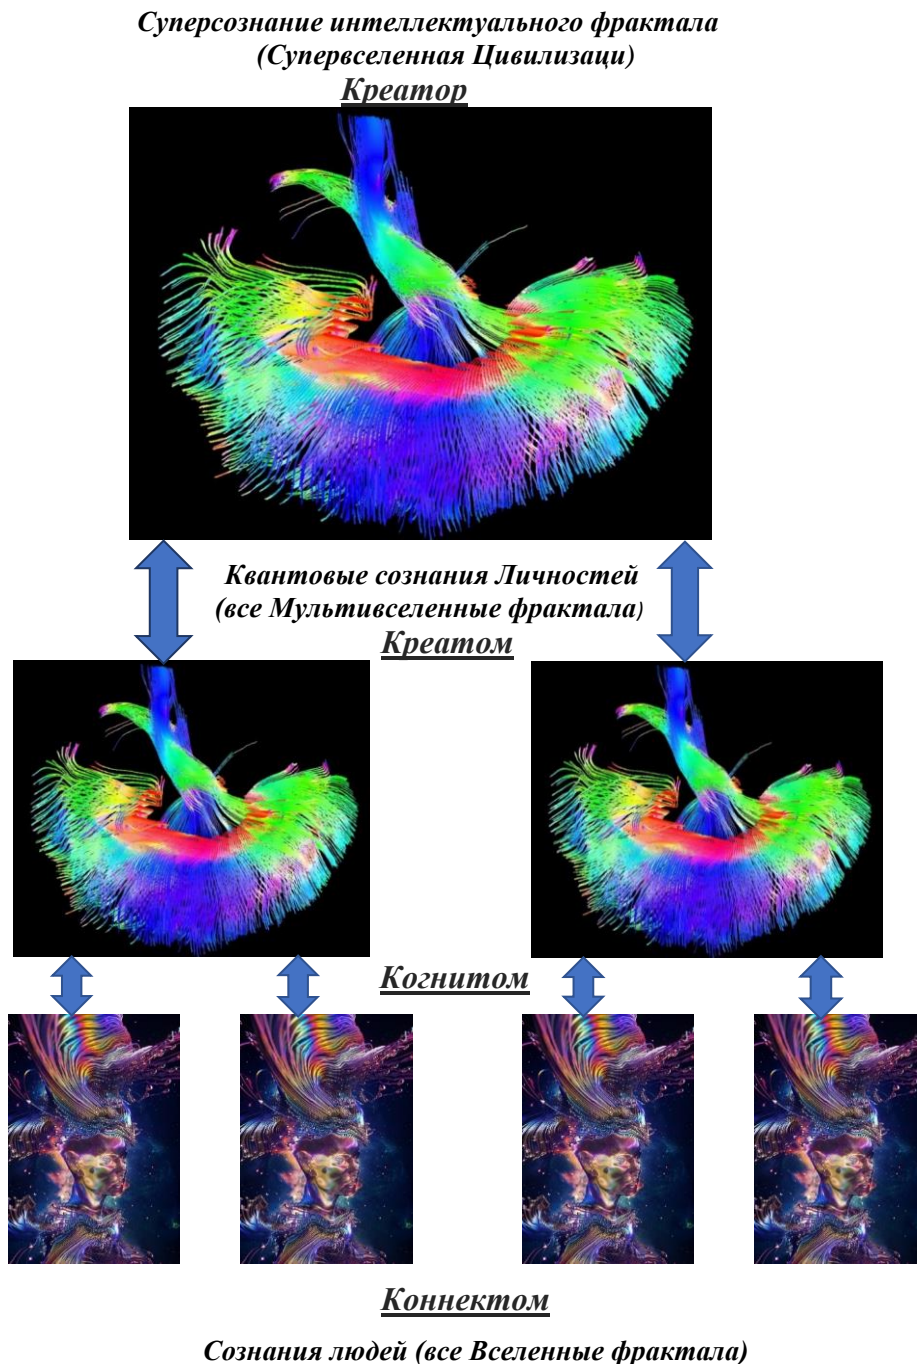 Суперсознание интеллектуального фрактала
(Супервселенная Цивилизаци)
Креатор
Квантовые сознания Личностей
(все Мультивселенные фрактала)
Креатом
Когнитом
Коннектом
Сознания людей (все Вселенные фрактала)